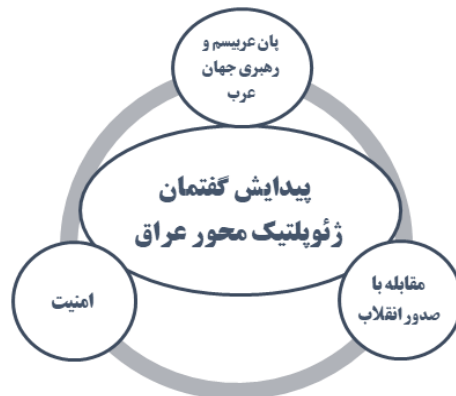 پان عربیسم و
رهبری جهان
عرب
پیدایش گفتمان
ژئوپلتیک محور عراق
مقابله با
صدور انقلاب
امنیت